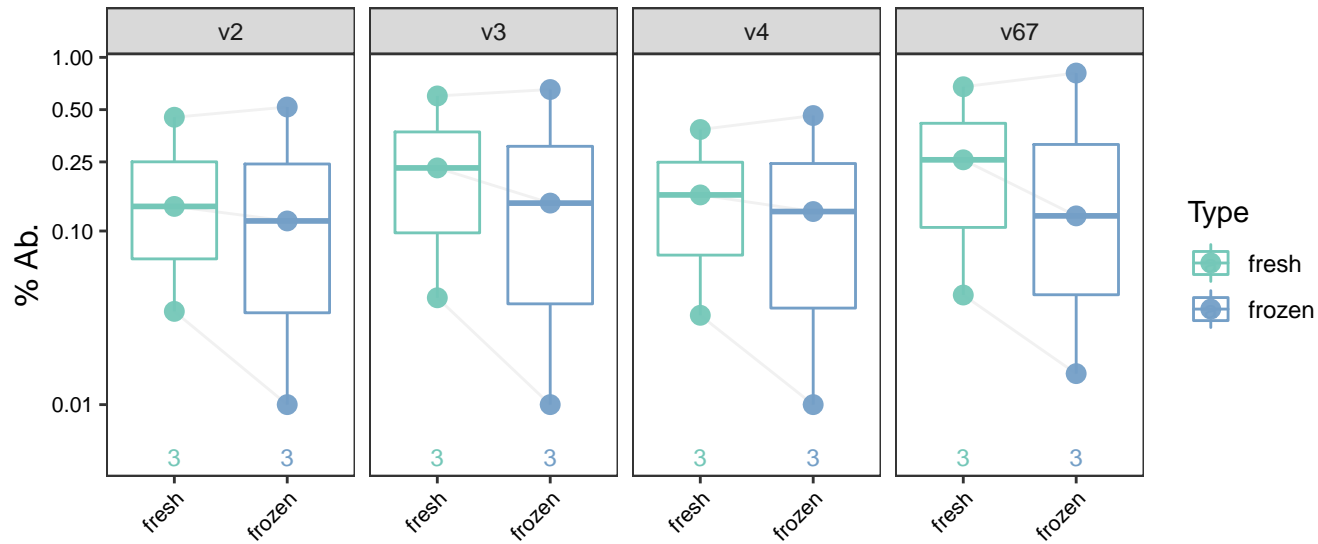 v2 v3 v4 v67
% Ab.
1.00
0.50
0.25
0.10
0.01
3 3 3 3 3 3 3 3
fresh frozen fresh frozen fresh frozen fresh frozen
Type
fresh
frozen